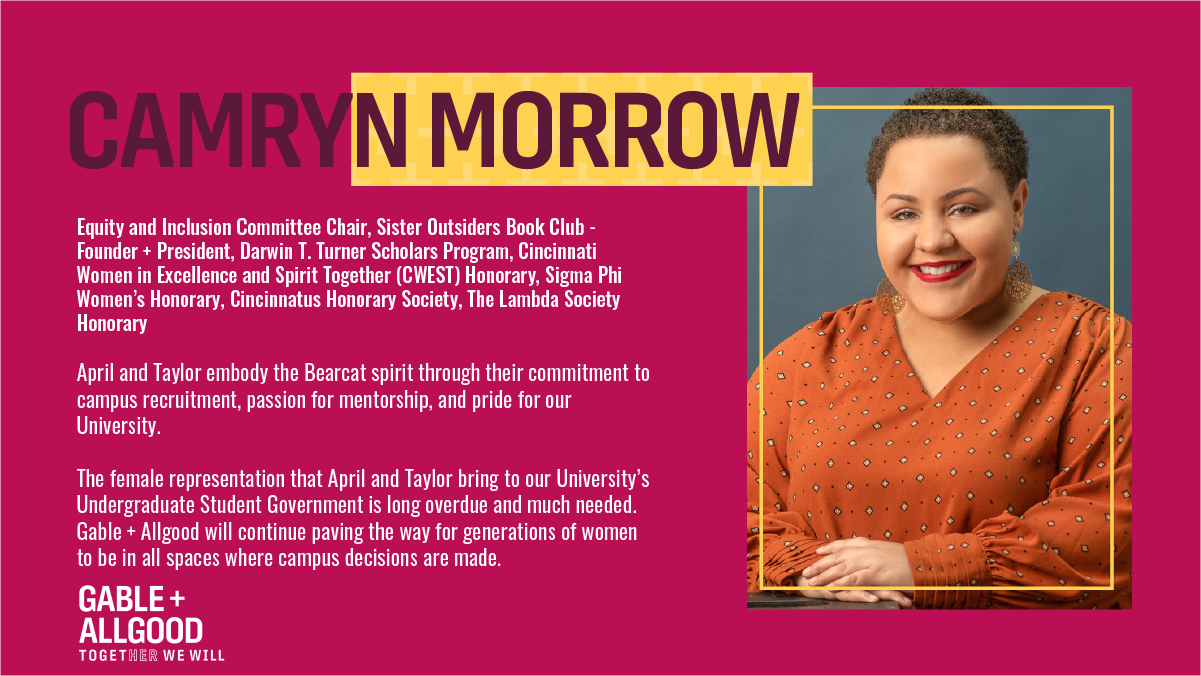 CAMRYN MORROW
Equity and Inclusion Committee Chair, Sister Outsiders Book Club -
Founder + President, Darwin T. Turner Scholars Program, Cincinnati
Women in Excellence and Spirit Together (CWEST) Honorary, Sigma Phi
Women’s Honorary, Cincinnatus Honorary Society, The Lambda Society
Honorary
April and Taylor embody the Bearcat spirit through their commitment to
campus recruitment, passion for mentorship, and pride for our
University.
The female representation that April and Taylor bring to our University’s
Undergraduate Student Government is long overdue and much needed.
Gable + Allgood will continue paving the way for generations of women
to be in all spaces where campus decisions are made.
GABLE +
ALLGOOD
TOGETHER WE WILL